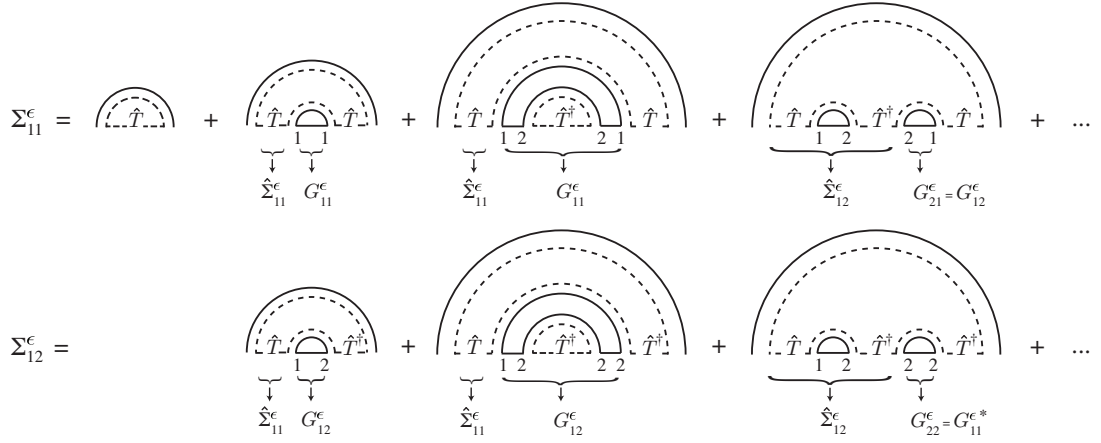 Σ^ϵ_11 = T̂ + T̂ T̂ + T̂ T̂† T̂ + T̂ T̂† T̂ + ...
1 1 1 2 2 1 1 2 2 1
Σ̂^ϵ_11 G^ϵ_11 Σ̂^ϵ_11 G^ϵ_11 Σ̂^ϵ_12 G^ϵ_21 = G^ϵ_12
Σ^ϵ_12 = T̂ T̂† + T̂ T̂† T̂† + T̂ T̂† T̂† + ...
1 2 1 2 2 2 1 2 2 2
Σ̂^ϵ_11 G^ϵ_12 Σ̂^ϵ_11 G^ϵ_12 Σ̂^ϵ_12 G^ϵ_22 = G^ϵ*_11